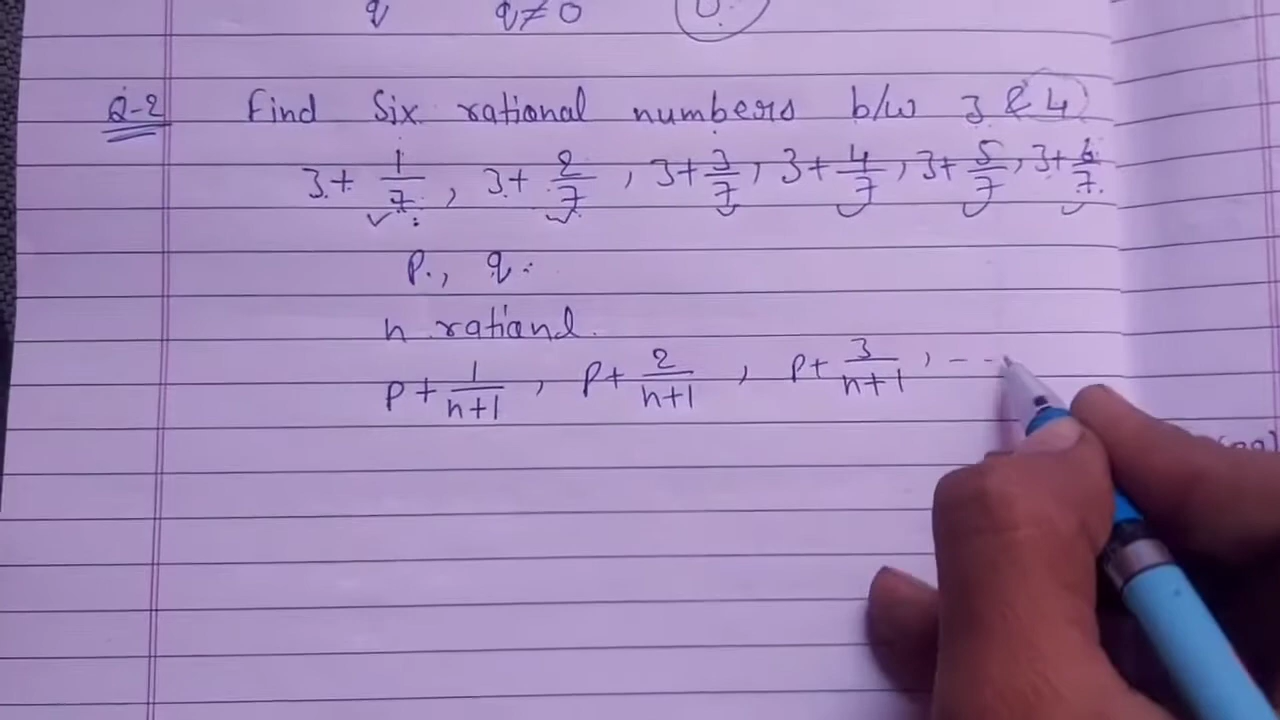 q q≠0 0.
Q-2 Find Six rational numbers b/w 3 & 4
3+ 1/7, 3+ 2/7, 3+ 3/7, 3+ 4/7, 3+ 5/7, 3+ 6/7.
p., q.
n rational.
p+ 1/n+1, p+ 2/n+1, p+ 3/n+1, - -